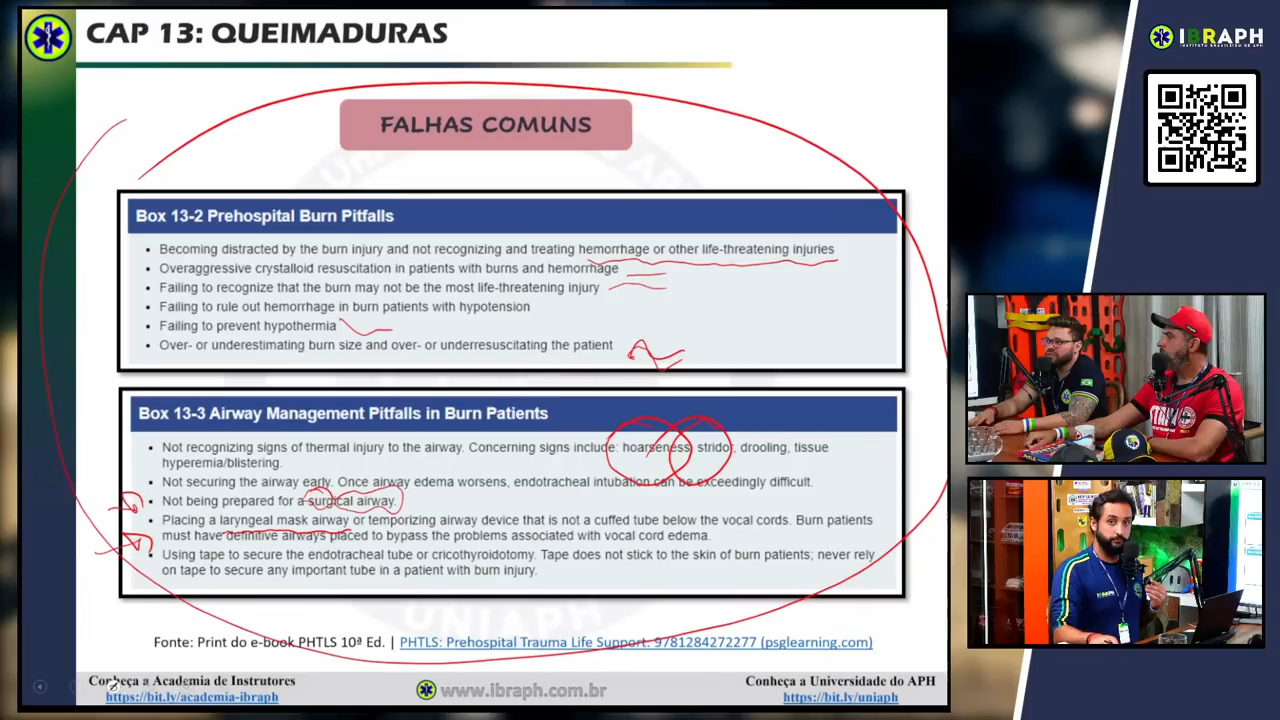 CAP 13: QUEIMADURAS
IBRAPH
INSTITUTO BRASILEIRO DE APH
FALHAS COMUNS
Box 13-2 Prehospital Burn Pitfalls
• Becoming distracted by the burn injury and not recognizing and treating hemorrhage or other life-threatening injuries
• Overaggressive crystalloid resuscitation in patients with burns and hemorrhage
• Failing to recognize that the burn may not be the most life-threatening injury
• Failing to rule out hemorrhage in burn patients with hypotension
• Failing to prevent hypothermia
• Over- or underestimating burn size and over- or underresuscitating the patient
Box 13-3 Airway Management Pitfalls in Burn Patients
• Not recognizing signs of thermal injury to the airway. Concerning signs include: hoarseness, stridor, drooling, tissue
hyperemia/blistering.
• Not securing the airway early. Once airway edema worsens, endotracheal intubation can be exceedingly difficult.
• Not being prepared for a surgical airway.
• Placing a laryngeal mask airway or temporizing airway device that is not a cuffed tube below the vocal cords. Burn patients
must have definitive airways placed to bypass the problems associated with vocal cord edema.
• Using tape to secure the endotracheal tube or cricothyroidotomy. Tape does not stick to the skin of burn patients; never rely
on tape to secure any important tube in a patient with burn injury.
UNIAPH
Fonte: Print do e-book PHTLS 10ª Ed. | PHTLS: Prehospital Trauma Life Support: 9781284272277 (psglearning.com)
Conheça a Academia de Instrutores
https://bit.ly/academia-ibraph
www.ibraph.com.br
Conheça a Universidade do APH
https://bit.ly/uniaph